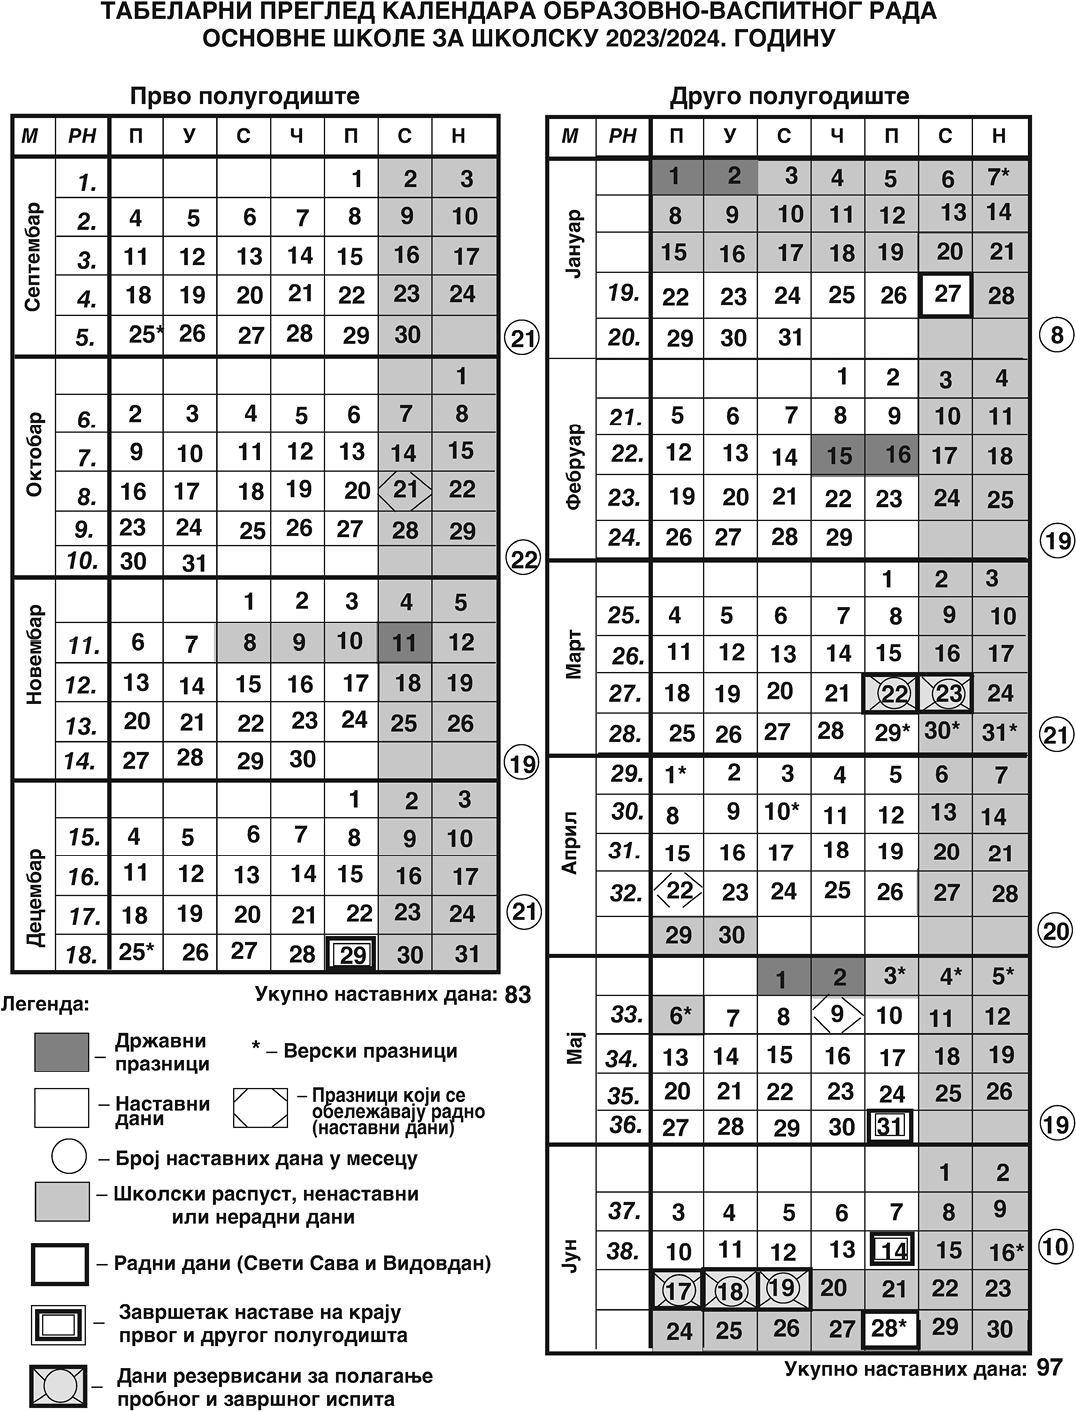 ТАБЕЛАРНИ ПРЕГЛЕД КАЛЕНДАРА ОБРАЗОВНО-ВАСПИТНОГ РАДА
ОСНОВНЕ ШКОЛЕ ЗА ШКОЛСКУ 2023/2024. ГОДИНУ
Прво полугодиште
М РН П У С Ч П С Н
Септембар
1. 1 2 3
2. 4 5 6 7 8 9 10
3. 11 12 13 14 15 16 17
4. 18 19 20 21 22 23 24
5. 25* 26 27 28 29 30
21
Октобар
1
6. 2 3 4 5 6 7 8
7. 9 10 11 12 13 14 15
8. 16 17 18 19 20 21 22
9. 23 24 25 26 27 28 29
10. 30 31
22
Новембар
1 2 3 4 5
11. 6 7 8 9 10 11 12
12. 13 14 15 16 17 18 19
13. 20 21 22 23 24 25 26
14. 27 28 29 30
19
Децембар
1 2 3
15. 4 5 6 7 8 9 10
16. 11 12 13 14 15 16 17
17. 18 19 20 21 22 23 24
18. 25* 26 27 28 29 30 31
21
Укупно наставних дана: 83
Легенда:
– Државни
празници
* – Верски празници
– Наставни
дани
– Празници који се
обележавају радно
(наставни дани)
– Број наставних дана у месецу
– Школски распуст, ненаставни
или нерадни дани
– Радни дани (Свети Сава и Видовдан)
– Завршетак наставе на крају
првог и другог полугодишта
– Дани резервисани за полагање
пробног и завршног испита
Друго полугодиште
М РН П У С Ч П С Н
Јануар
1 2 3 4 5 6 7*
8 9 10 11 12 13 14
15 16 17 18 19 20 21
19. 22 23 24 25 26 27 28
20. 29 30 31
8
Фебруар
1 2 3 4
21. 5 6 7 8 9 10 11
22. 12 13 14 15 16 17 18
23. 19 20 21 22 23 24 25
24. 26 27 28 29
19
Март
1 2 3
25. 4 5 6 7 8 9 10
26. 11 12 13 14 15 16 17
27. 18 19 20 21 22 23 24
28. 25 26 27 28 29* 30* 31*
21
Април
29. 1* 2 3 4 5 6 7
30. 8 9 10* 11 12 13 14
31. 15 16 17 18 19 20 21
32. 22 23 24 25 26 27 28
29 30
20
Мај
1 2 3* 4* 5*
33. 6* 7 8 9 10 11 12
34. 13 14 15 16 17 18 19
35. 20 21 22 23 24 25 26
36. 27 28 29 30 31
19
Јун
1 2
37. 3 4 5 6 7 8 9
38. 10 11 12 13 14 15 16*
17 18 19 20 21 22 23
24 25 26 27 28* 29 30
10
Укупно наставних дана: 97